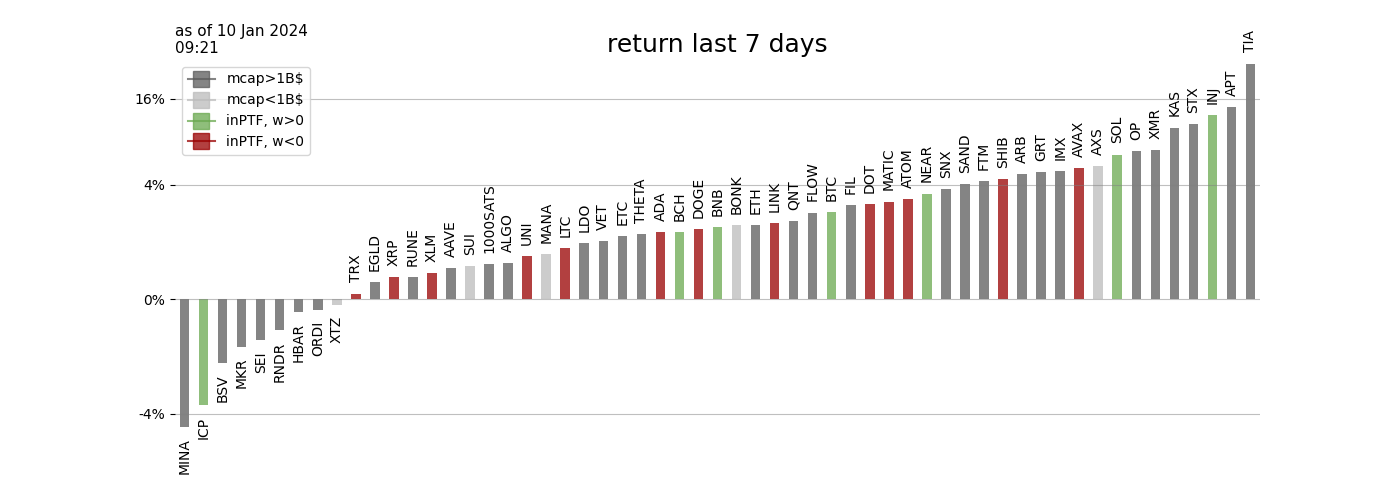 as of 10 Jan 2024
09:21
return last 7 days
mcap>1B$
mcap<1B$
inPTF, w>0
inPTF, w<0
16%
4%
0%
-4%
MINA
ICP
BSV
MKR
SEI
RNDR
HBAR
ORDI
XTZ
TRX
EGLD
XRP
RUNE
XLM
AAVE
SUI
1000SATS
ALGO
UNI
MANA
LTC
LDO
VET
ETC
THETA
ADA
BCH
DOGE
BNB
BONK
ETH
LINK
QNT
FLOW
BTC
FIL
DOT
MATIC
ATOM
NEAR
SNX
SAND
FTM
SHIB
ARB
GRT
IMX
AVAX
AXS
SOL
OP
XMR
KAS
STX
INJ
APT
TIA